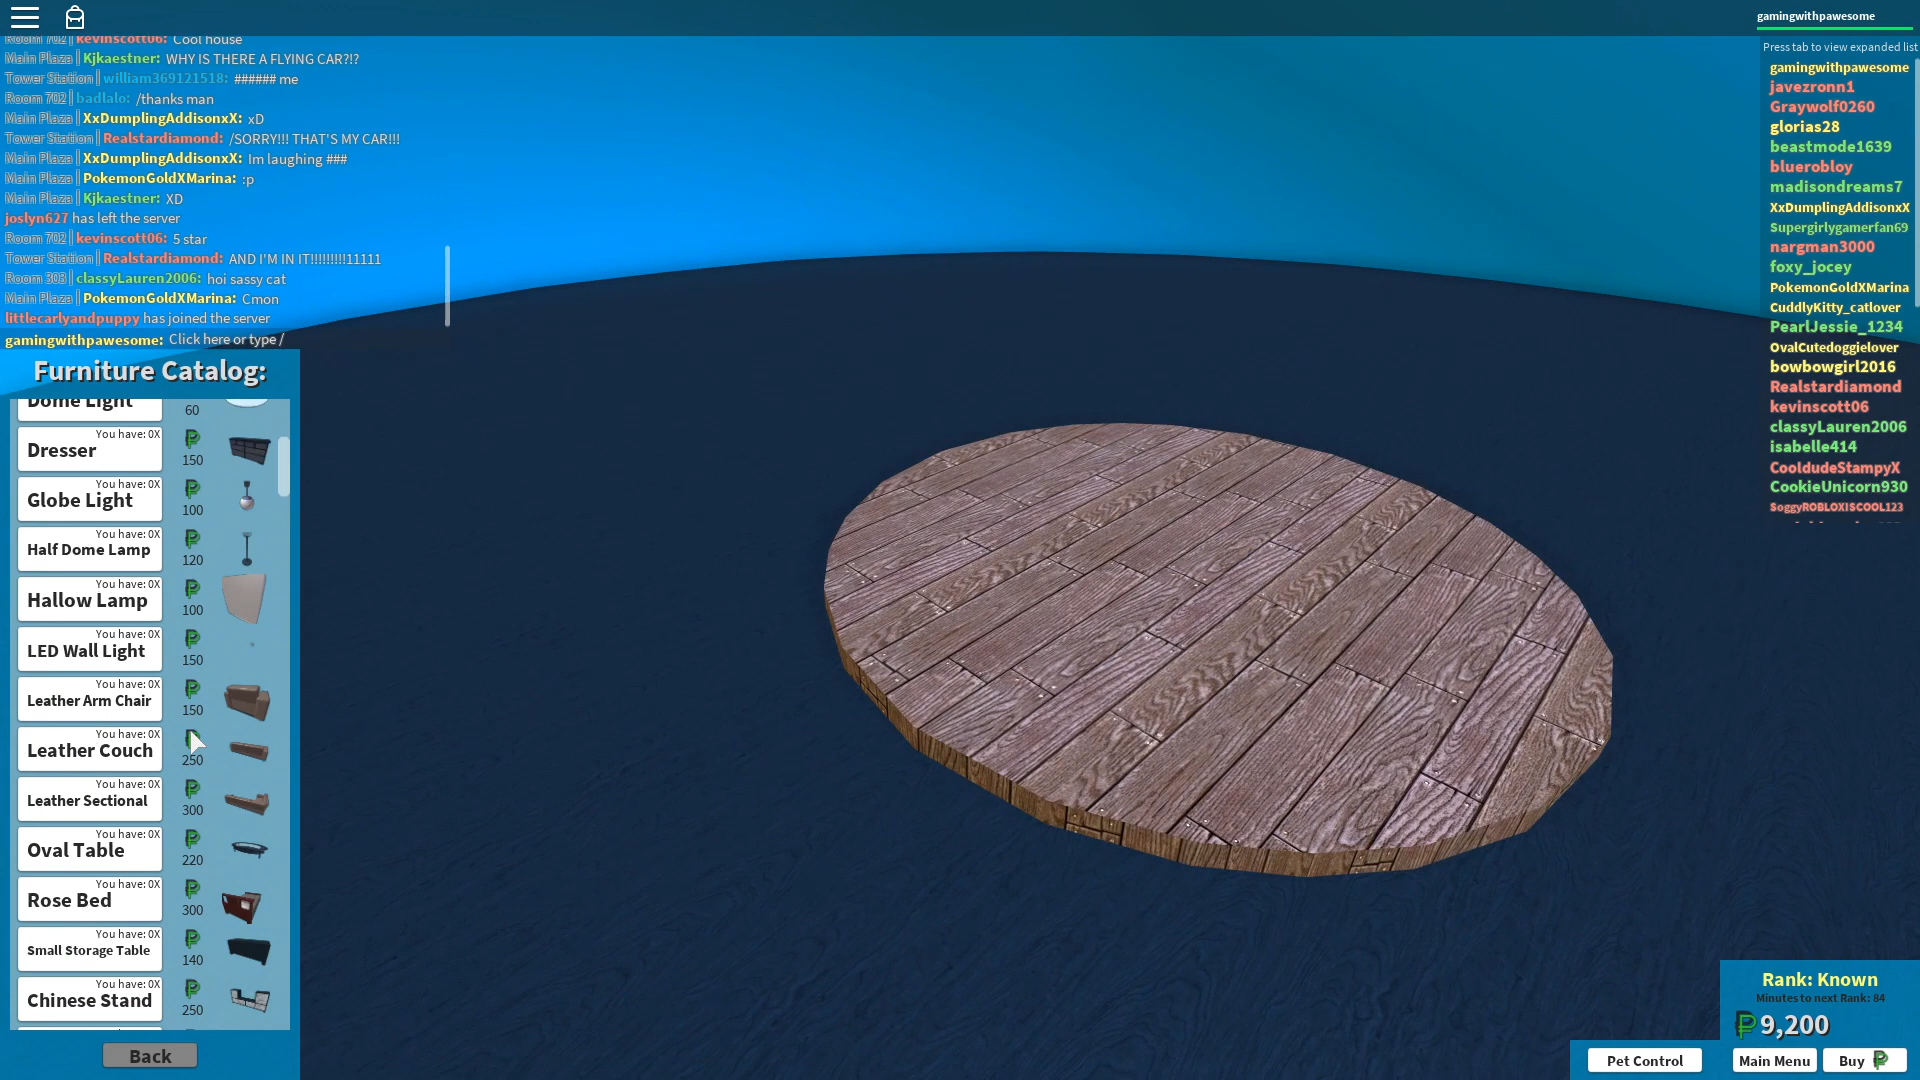 gamingwithpawesome
Room 702 | kevinscott06: Cool house
Main Plaza | Kjkaestner: WHY IS THERE A FLYING CAR?!?
Tower Station | william369121518: ###### me
Room 702 | badlalo: /thanks man
Main Plaza | XxDumplingAddisonxX: xD
Tower Station | Realstardiamond: /SORRY!!! THAT'S MY CAR!!!
Main Plaza | XxDumplingAddisonxX: Im laughing ###
Main Plaza | PokemonGoldXMarina: :p
Main Plaza | Kjkaestner: XD
joslyn627 has left the server
Room 702 | kevinscott06: 5 star
Tower Station | Realstardiamond: AND I'M IN IT!!!!!!!!!11111
Room 303 | classyLauren2006: hoi sassy cat
Main Plaza | PokemonGoldXMarina: Cmon
littlecarlyandpuppy has joined the server
gamingwithpawesome: Click here or type /
Furniture Catalog:
Dome Light
60
You have: 0X
Dresser
150
You have: 0X
Globe Light
100
You have: 0X
Half Dome Lamp
120
You have: 0X
Hallow Lamp
100
You have: 0X
LED Wall Light
150
You have: 0X
Leather Arm Chair
150
You have: 0X
Leather Couch
250
You have: 0X
Leather Sectional
300
You have: 0X
Oval Table
220
You have: 0X
Rose Bed
300
You have: 0X
Small Storage Table
140
You have: 0X
Chinese Stand
250
Back
Press tab to view expanded list
gamingwithpawesome
javezronn1
Graywolf0260
glorias28
beastmode1639
bluerobloy
madisondreams7
XxDumplingAddisonxX
Supergirlygamerfan69
nargman3000
foxy_jocey
PokemonGoldXMarina
CuddlyKitty_catlover
PearlJessie_1234
OvalCutedoggielover
bowbowgirl2016
Realstardiamond
kevinscott06
classyLauren2006
isabelle414
CooldudeStampyX
CookieUnicorn930
SoggyROBLOXISCOOL123
Rank: Known
Minutes to next Rank: 84
9,200
Pet Control
Main Menu
Buy